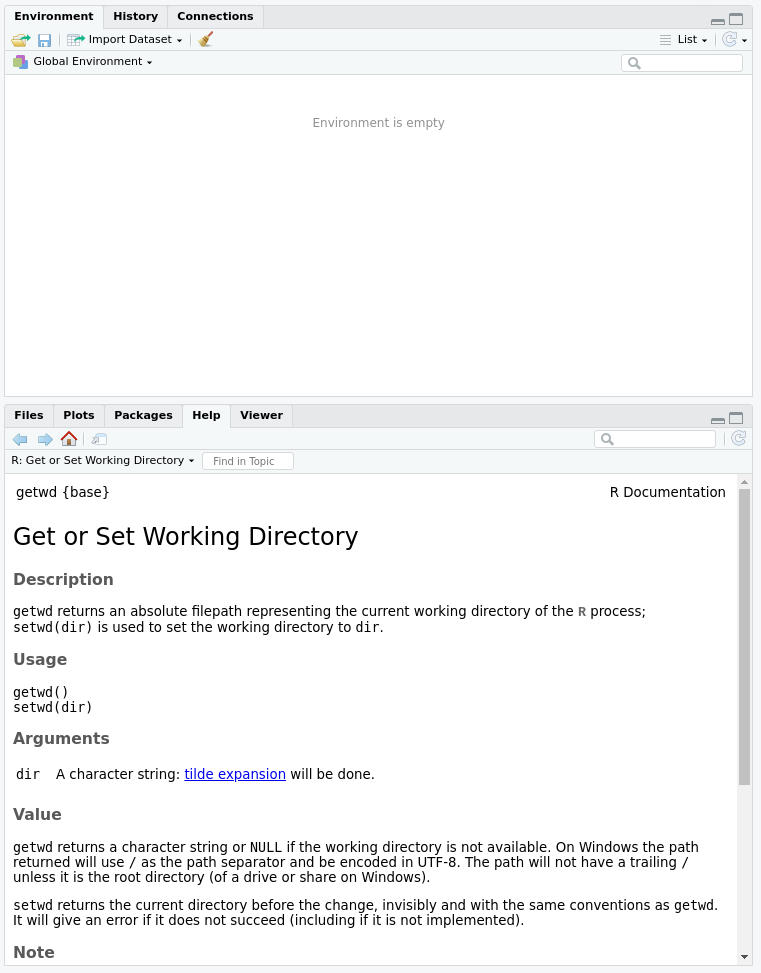 Environment History Connections
Import Dataset List
Global Environment
Environment is empty
Files Plots Packages Help Viewer
R: Get or Set Working Directory Find in Topic
getwd {base} R Documentation
Get or Set Working Directory
Description
getwd returns an absolute filepath representing the current working directory of the R process;
setwd(dir) is used to set the working directory to dir.
Usage
getwd()
setwd(dir)
Arguments
dir A character string: tilde expansion will be done.
Value
getwd returns a character string or NULL if the working directory is not available. On Windows the path
returned will use / as the path separator and be encoded in UTF-8. The path will not have a trailing /
unless it is the root directory (of a drive or share on Windows).
setwd returns the current directory before the change, invisibly and with the same conventions as getwd.
It will give an error if it does not succeed (including if it is not implemented).
Note